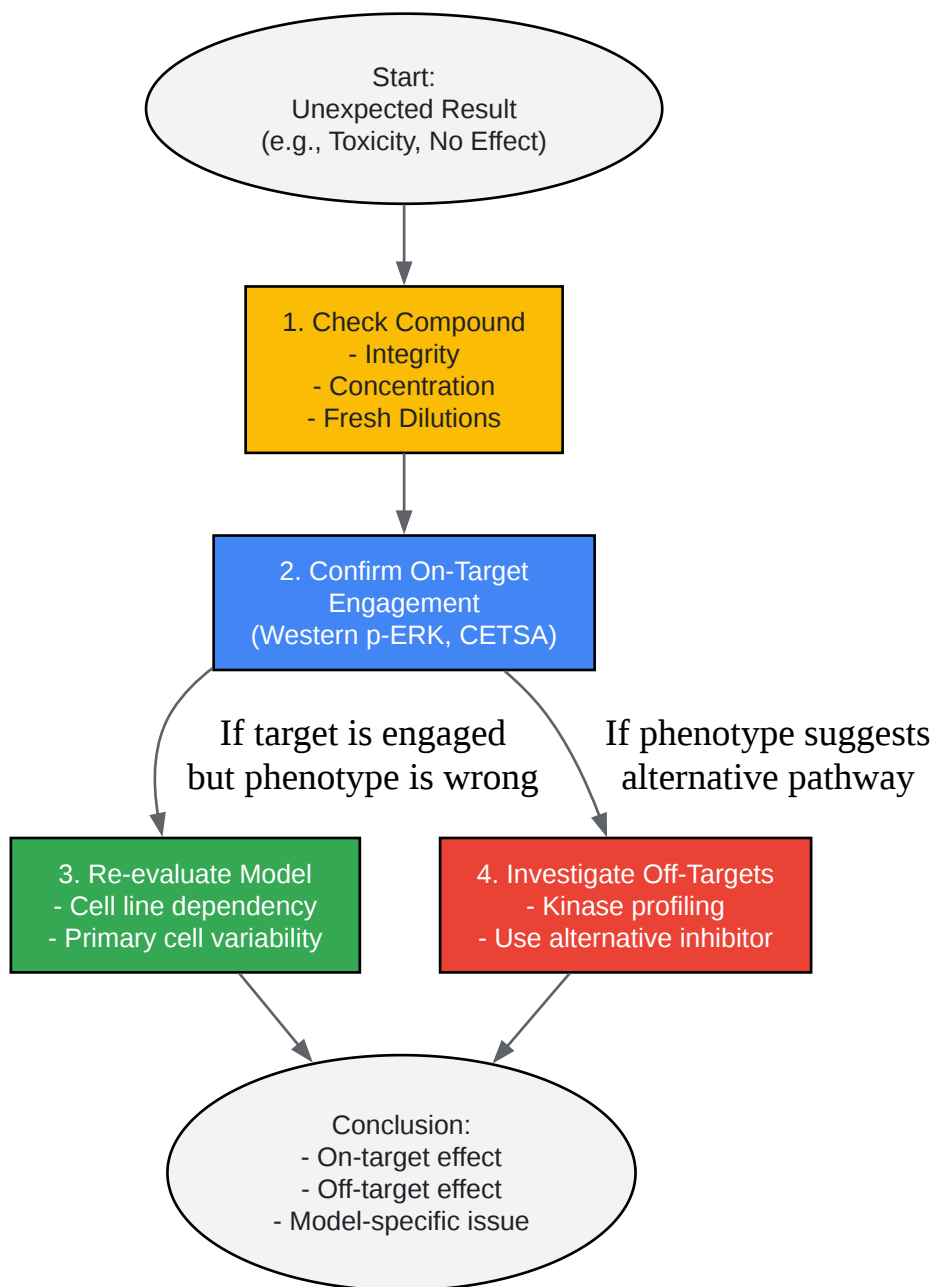 Start:
Unexpected Result
(e.g., Toxicity, No Effect)
1. Check Compound
- Integrity
- Concentration
- Fresh Dilutions
2. Confirm On-Target
Engagement
(Western p-ERK, CETSA)
If target is engaged
but phenotype is wrong
If phenotype suggests
alternative pathway
3. Re-evaluate Model
- Cell line dependency
- Primary cell variability
4. Investigate Off-Targets
- Kinase profiling
- Use alternative inhibitor
Conclusion:
- On-target effect
- Off-target effect
- Model-specific issue